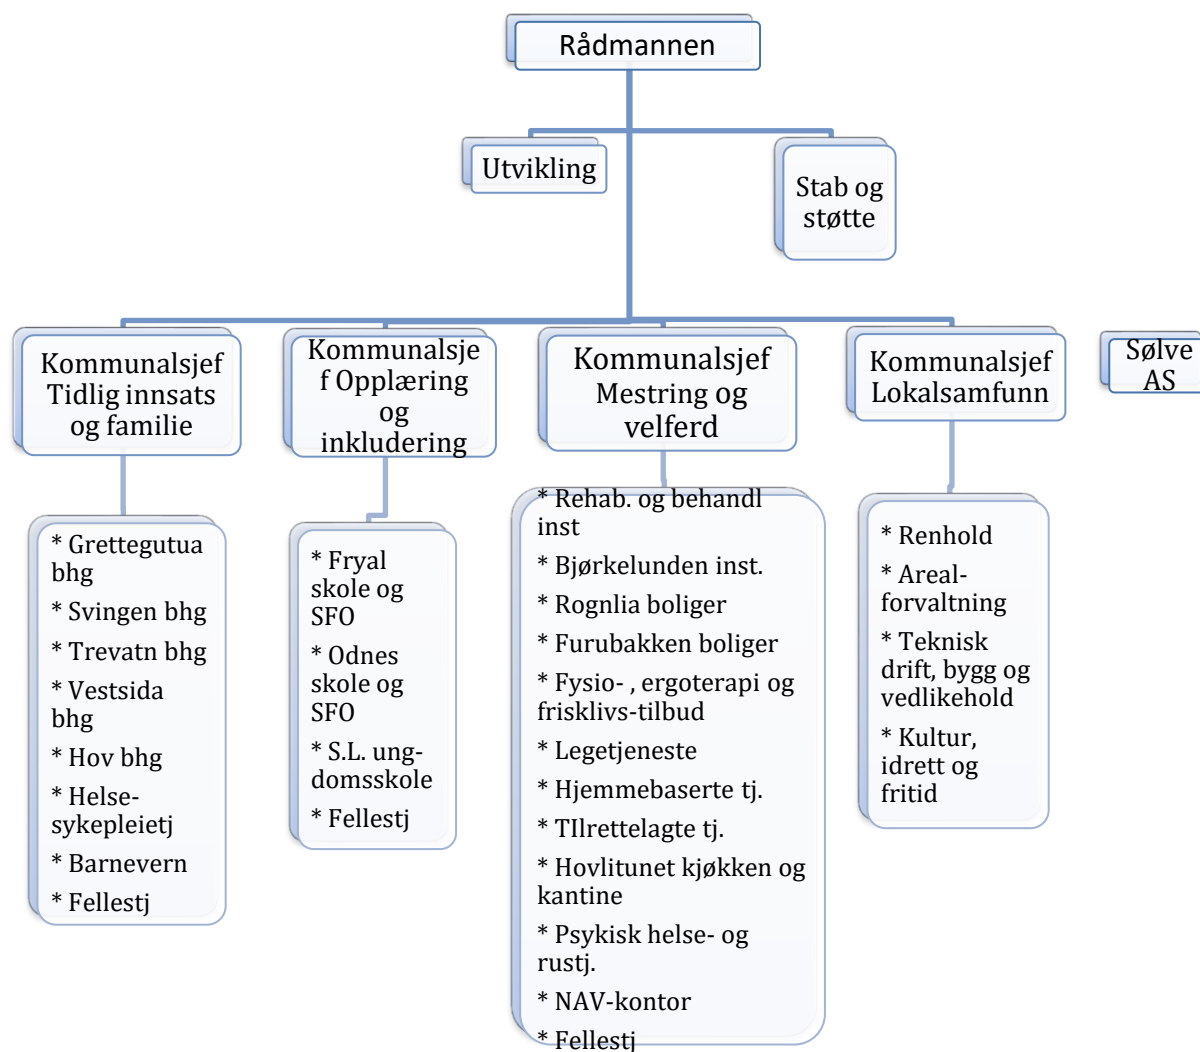 Rådmannen
Utvikling
Stab og
støtte
Kommunalsjef
Tidlig innsats
og familie
Kommunalsje
f Opplæring
og
inkludering
Kommunalsjef
Mestring og
velferd
Kommunalsjef
Lokalsamfunn
Sølve
AS
* Grettegutua
bhg
* Svingen bhg
* Trevatn bhg
* Vestsida
bhg
* Hov bhg
* Helse-
sykepleietj
* Barnevern
* Fellestj
* Fryal
skole og
SFO
* Odnes
skole og
SFO
* S.L. ung-
domsskole
* Fellestj
* Rehab. og behandl
inst
* Bjørkelunden inst.
* Rognlia boliger
* Furubakken boliger
* Fysio- , ergoterapi og
frisklivs-tilbud
* Legetjeneste
* Hjemmebaserte tj.
* TIlrettelagte tj.
* Hovlitunet kjøkken og
kantine
* Psykisk helse- og
rustj.
* NAV-kontor
* Fellestj
* Renhold
* Areal-
forvaltning
* Teknisk
drift, bygg og
vedlikehold
* Kultur,
idrett og
fritid